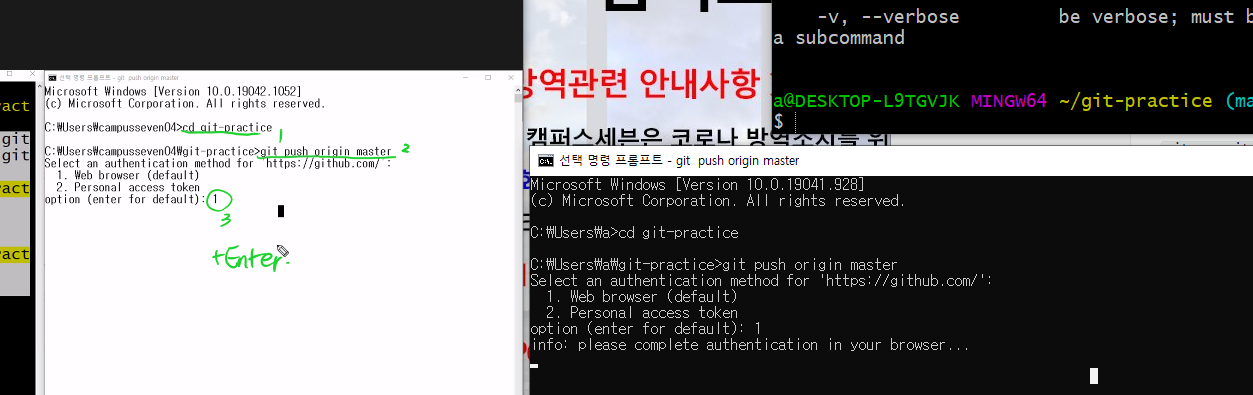 선택 명령 프롬프트 - git  push origin master
Microsoft Windows [Version 10.0.19042.1052]
(c) Microsoft Corporation. All rights reserved.
C:\Users\campusseven04>cd git-practice
1
C:\Users\campusseven04\git-practice>git push origin master
2
Select an authentication method for 'https://github.com/':
1. Web browser (default)
2. Personal access token
option (enter for default): 1
3
+Enter.
ract
git
git
ract
ract
방역관련 안내사항
캠퍼스세븐은 코로나 방역조치를 위
-v, --verbose          be verbose; must b
a subcommand
a@DESKTOP-L9TGVJK MINGW64 ~/git-practice (ma
$
선택 명령 프롬프트 - git  push origin master
Microsoft Windows [Version 10.0.19041.928]
(c) Microsoft Corporation. All rights reserved.
C:\Users\a>cd git-practice
C:\Users\a\git-practice>git push origin master
Select an authentication method for 'https://github.com/':
1. Web browser (default)
2. Personal access token
option (enter for default): 1
info: please complete authentication in your browser...